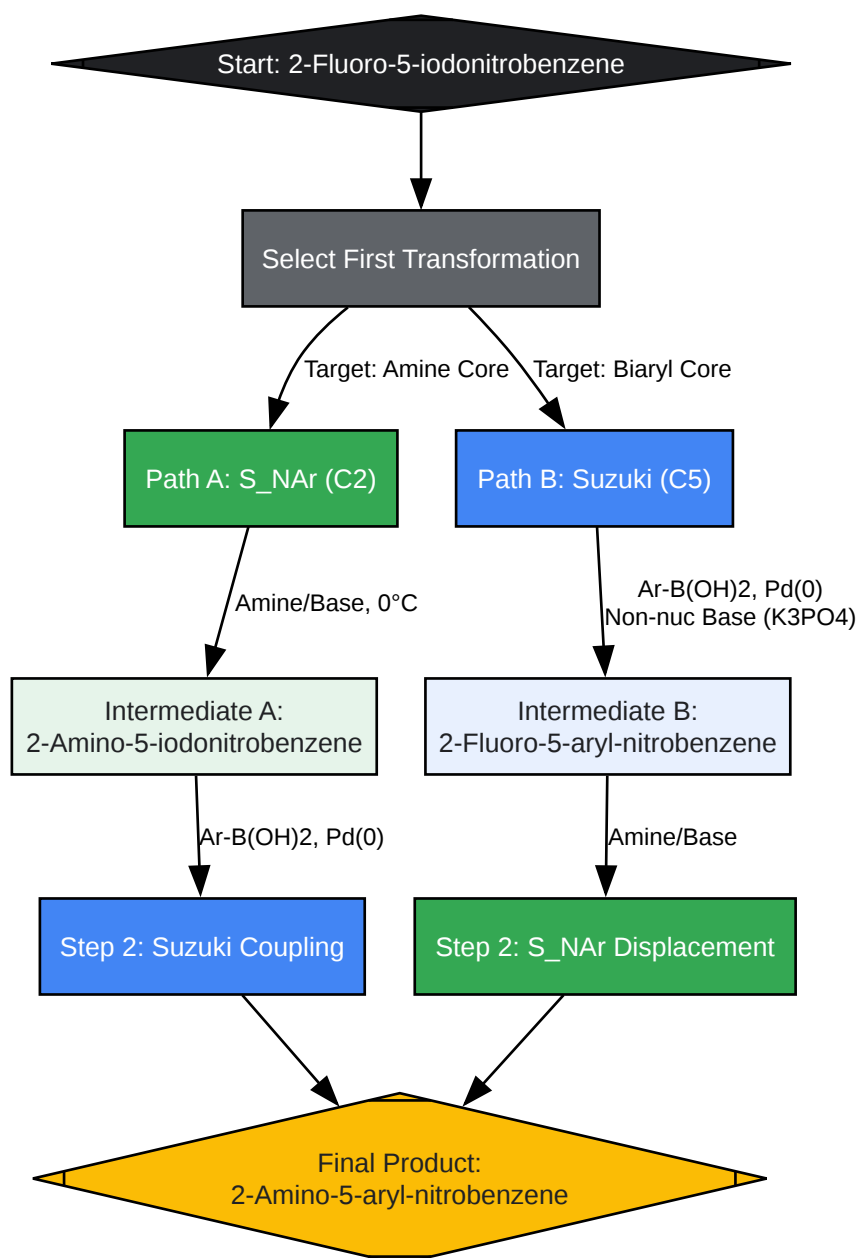 Start: 2-Fluoro-5-iodonitrobenzene
Select First Transformation
Target: Amine Core
Target: Biaryl Core
Path A: S_NAr (C2)
Path B: Suzuki (C5)
Amine/Base, 0°C
Ar-B(OH)2, Pd(0)
Non-nuc Base (K3PO4)
Intermediate A:
2-Amino-5-iodonitrobenzene
Intermediate B:
2-Fluoro-5-aryl-nitrobenzene
Ar-B(OH)2, Pd(0)
Amine/Base
Step 2: Suzuki Coupling
Step 2: S_NAr Displacement
Final Product:
2-Amino-5-aryl-nitrobenzene